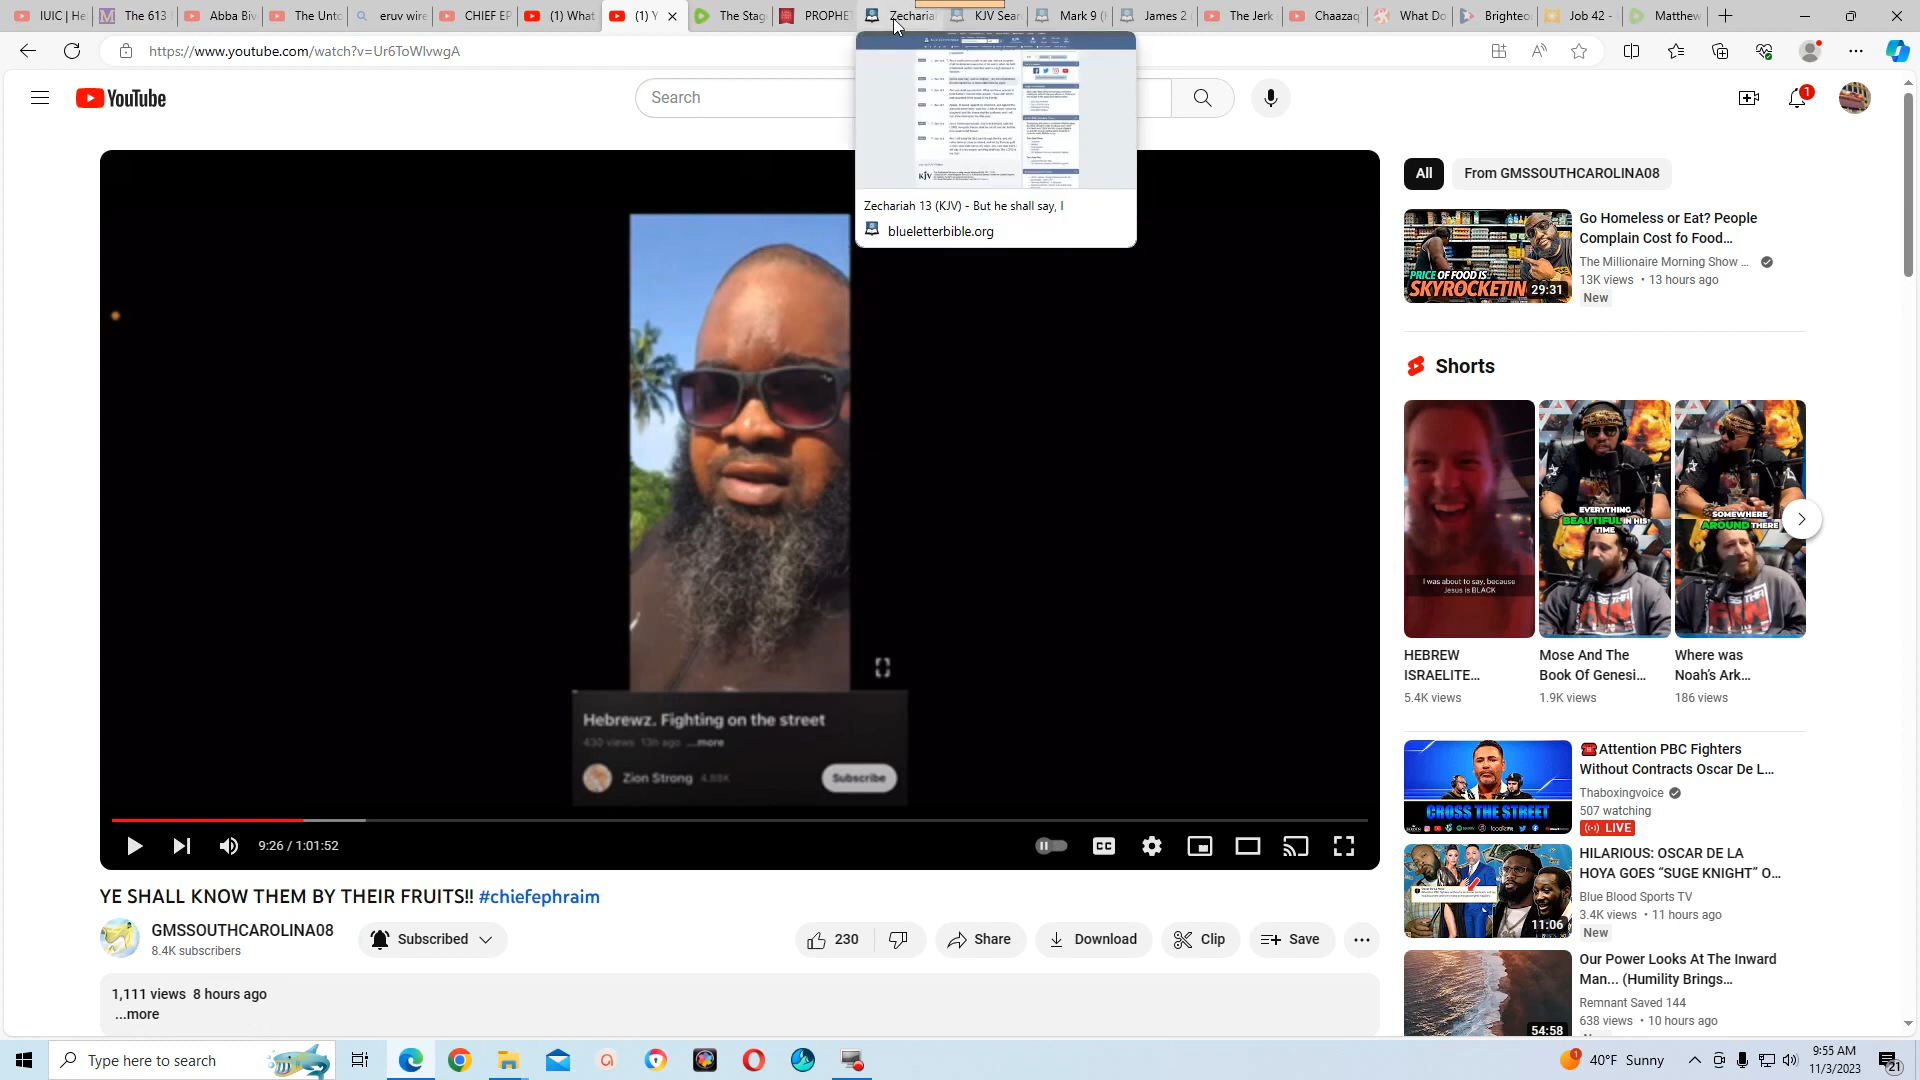 IUIC | He
The 613
Abba Biv
The Unto
eruv wire
CHIEF EP
(1) What
(1) Y
The Stag
PROPHE
Zecharia
KJV Sear
Mark 9 (
James 2
The Jerk
Chaazaq
What Do
Brighteo
Job 42 -
Matthew
https://www.youtube.com/watch?v=Ur6ToWlvwgA
YouTube
Search
1
KJV
Zechariah 13 (KJV) - But he shall say, I
blueletterbible.org
All
From GMSSOUTHCAROLINA08
PRICE OF FOOD IS
SKYROCKETIN
29:31
Go Homeless or Eat? People
Complain Cost fo Food...
The Millionaire Morning Show ...
13K views • 13 hours ago
New
Shorts
I was about to say, because
Jesus is BLACK
EVERYTHING
BEAUTIFUL IN HIS
TIME
SOMEWHERE
AROUND THERE
HEBREW
ISRAELITE...
5.4K views
Mose And The
Book Of Genesi...
1.9K views
Where was
Noah's Ark...
186 views
Hebrewz. Fighting on the street
430 views 13h ago ...more
Zion Strong 4.88K
Subscribe
9:26 / 1:01:52
CC
YE SHALL KNOW THEM BY THEIR FRUITS!! #chiefephraim
GMSSOUTHCAROLINA08
8.4K subscribers
Subscribed
230
Share
Download
Clip
Save
1,111 views 8 hours ago
...more
CROSS THE STREET
Attention PBC Fighters
Without Contracts Oscar De L...
Thaboxingvoice
507 watching
LIVE
11:06
HILARIOUS: OSCAR DE LA
HOYA GOES “SUGE KNIGHT” O...
Blue Blood Sports TV
3.4K views • 11 hours ago
New
54:58
Our Power Looks At The Inward
Man... (Humility Brings...
Remnant Saved 144
638 views • 10 hours ago
Type here to search
1
40°F Sunny
9:55 AM
11/3/2023
21